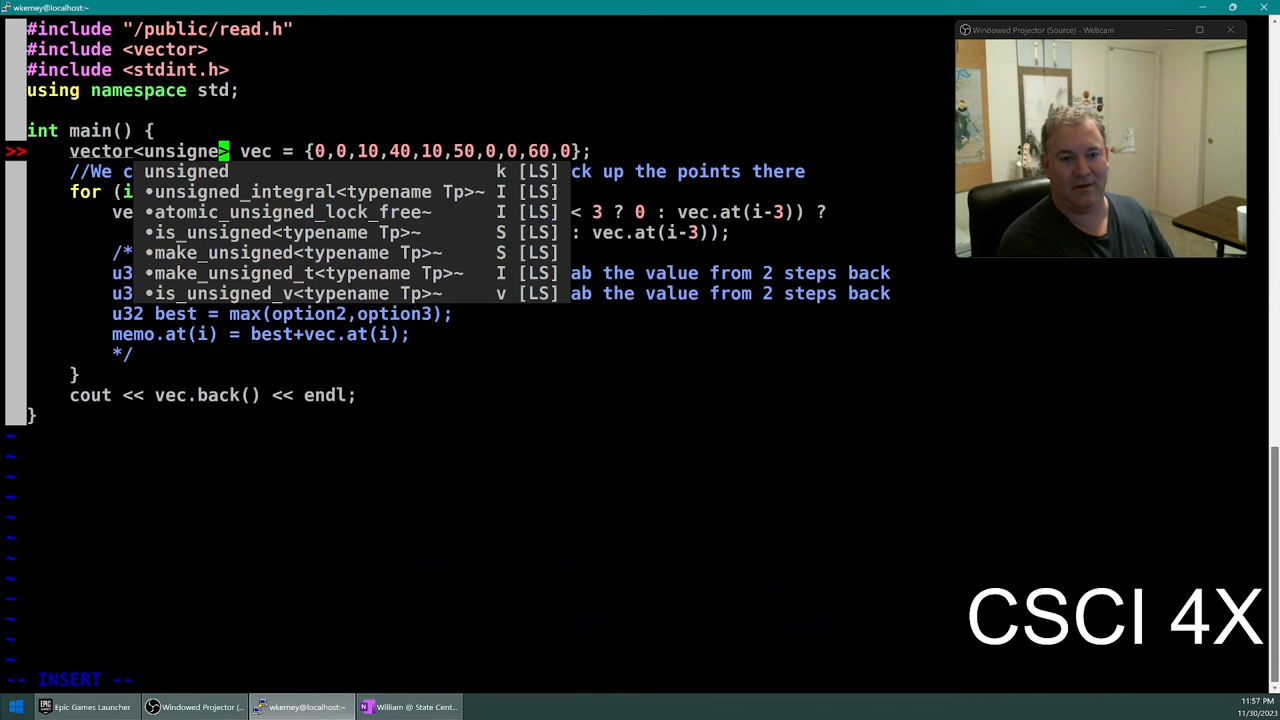 wkerney@localhost:~
#include "/public/read.h"
#include <vector>
#include <stdint.h>
using namespace std;
int main() {
>> vector<unsigne> vec = {0,0,10,40,10,50,0,0,60,0};
//We c unsigned k [LS] ck up the points there
for (i •unsigned_integral<typename Tp>~ I [LS]
ve •atomic_unsigned_lock_free~ I [LS] < 3 ? 0 : vec.at(i-3)) ?
•is_unsigned<typename Tp>~ S [LS] : vec.at(i-3));
/* •make_unsigned<typename Tp>~ S [LS]
u3 •make_unsigned_t<typename Tp>~ I [LS] ab the value from 2 steps back
u3 •is_unsigned_v<typename Tp>~ v [LS] ab the value from 2 steps back
u32 best = max(option2,option3);
memo.at(i) = best+vec.at(i);
*/
}
cout << vec.back() << endl;
}
~
~
~
~
~
~
~
~
~
~
~
~
-- INSERT --
Windowed Projector (Source) - Webcam
CSCI 4X
Epic Games Launcher
Windowed Projector (...
wkerney@localhost:~
William @ State Cent...
11:57 PM
11/30/2023